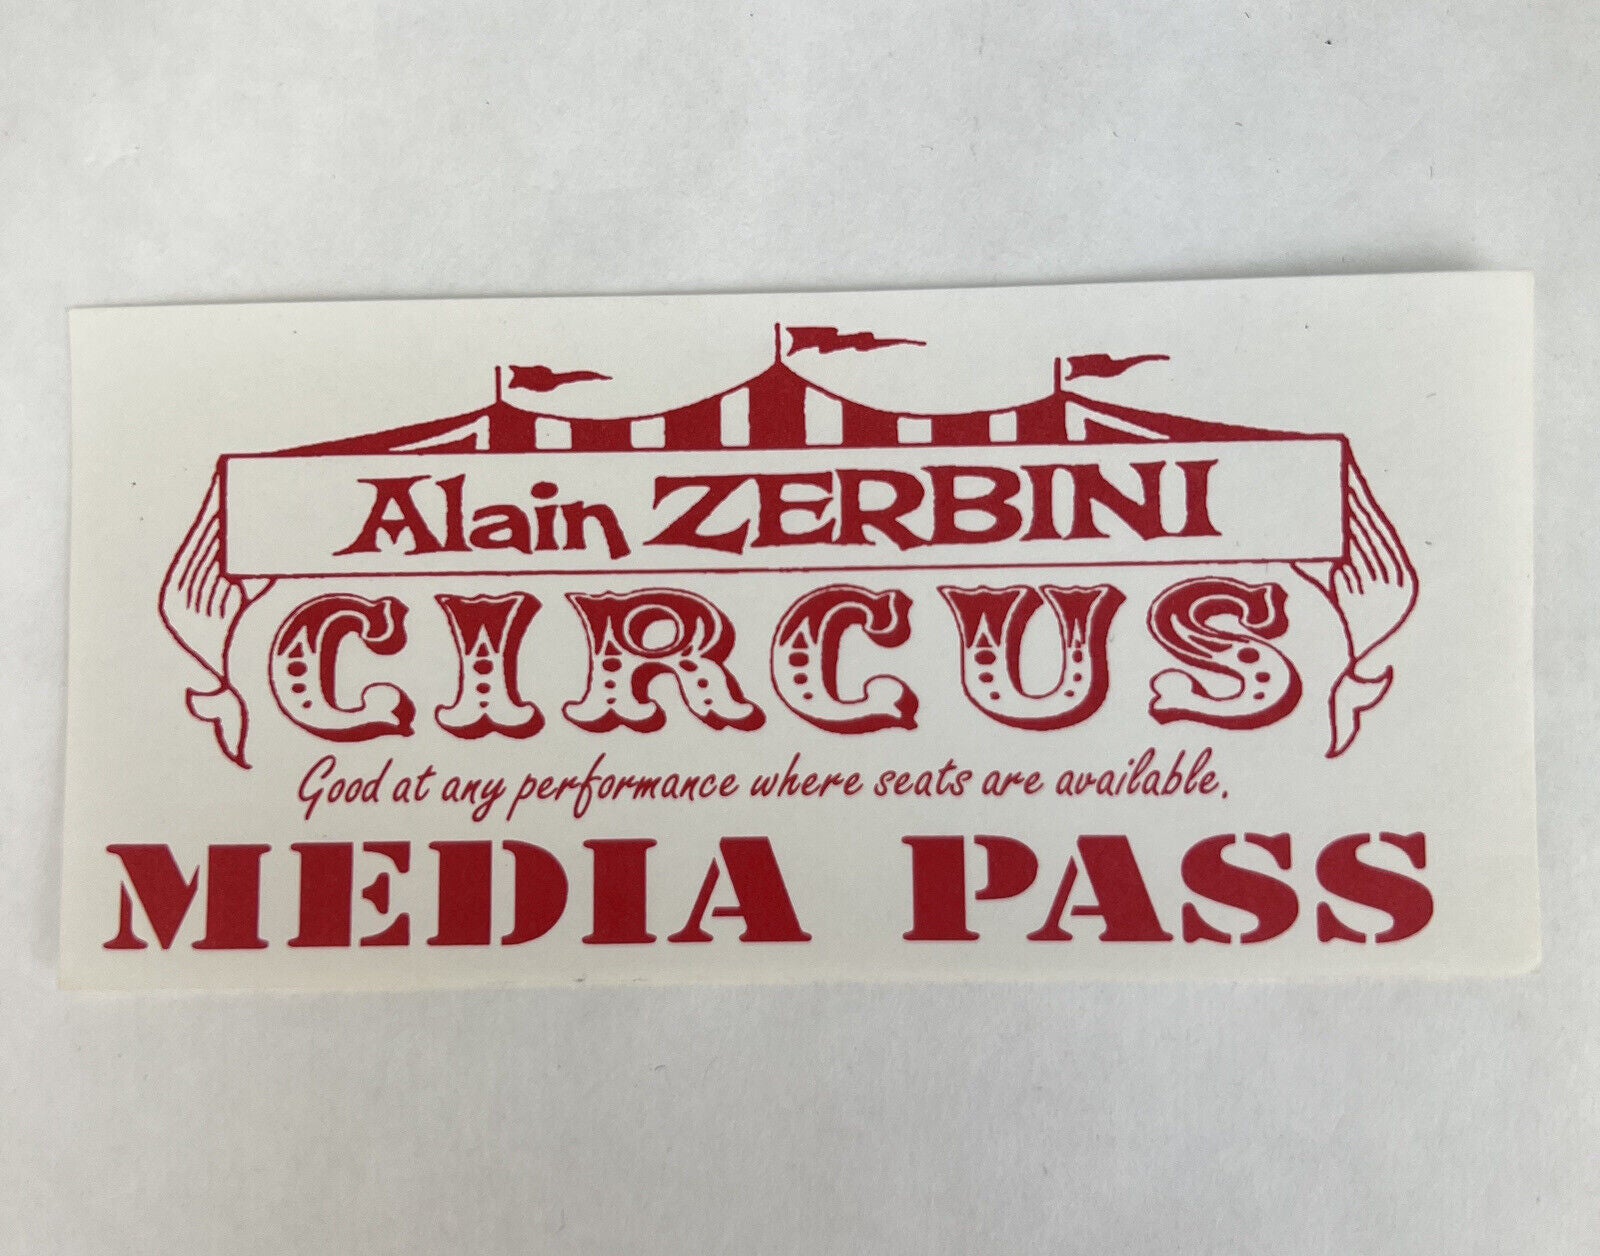 Alain ZERBINI
CIRCUS
Good at any performance where seats are available.
MEDIA PASS